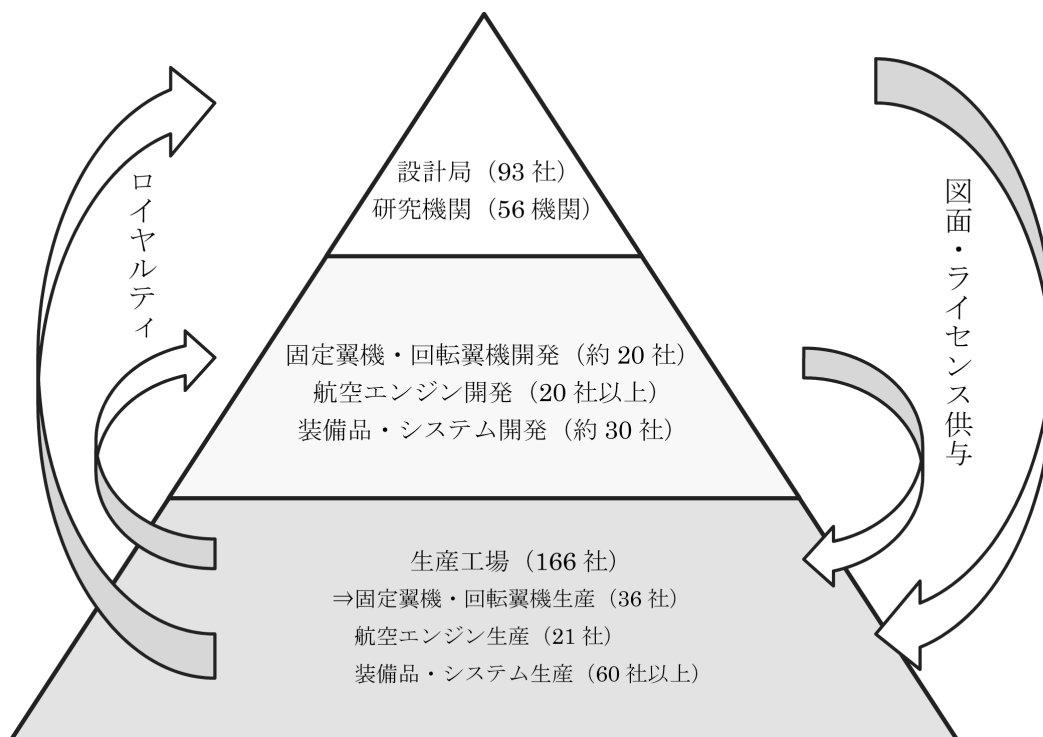 設計局（93 社）
研究機関（56 機関）
ロイヤルティ
図面・ライセンス供与
固定翼機・回転翼機開発（約 20 社）
航空エンジン開発（20 社以上）
装備品・システム開発（約 30 社）
生産工場（166 社）
⇒固定翼機・回転翼機生産（36 社）
航空エンジン生産（21 社）
装備品・システム生産（60 社以上）